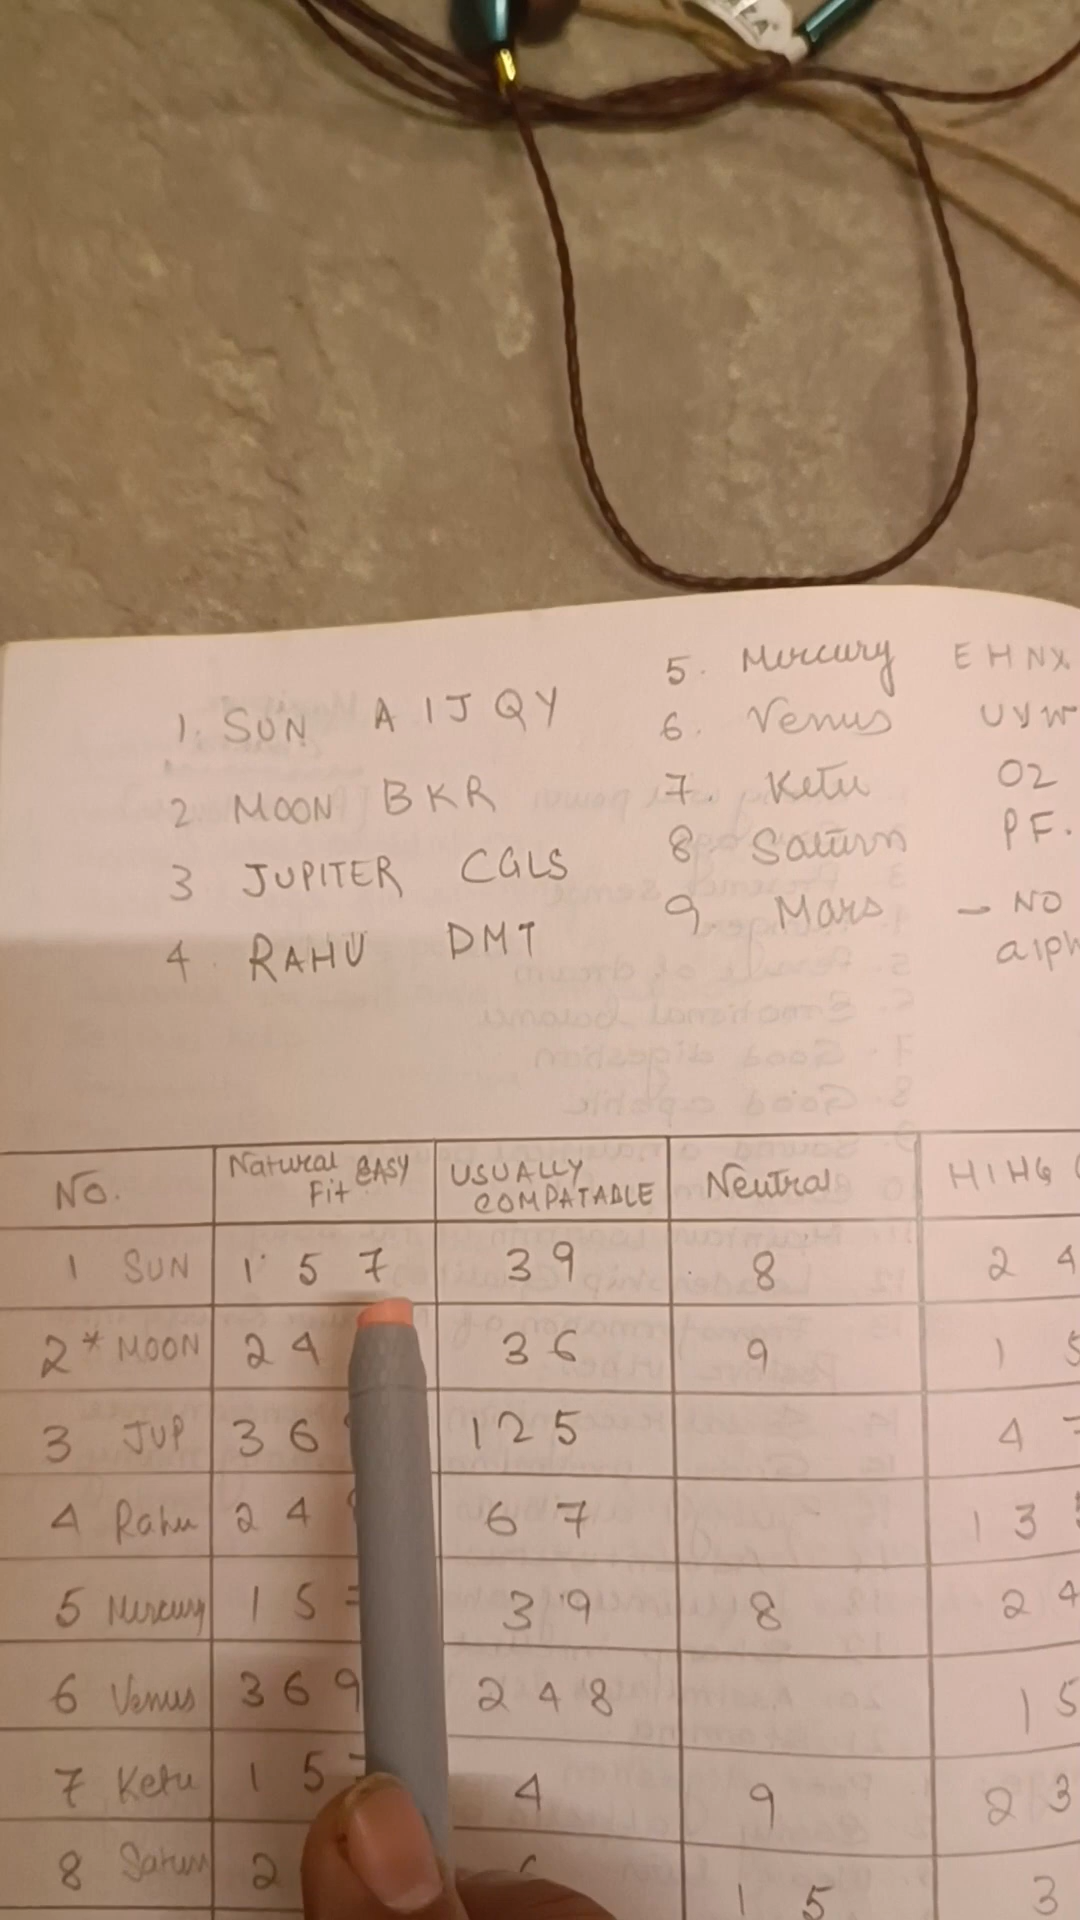 1. SUN A I J Q Y
2 MOON B K R
3 JUPITER C G L S
4. RAHU D M T
5. Mercury E H N X
6. Venus U V W
7. Ketu O Z
8 Saturn P F.
9 Mars - NO
NO. Natural EASY Fit USUALLY COMPATABLE Neutral HIHG
1 SUN 1 5 7 3 9 8 2 4
2* MOON 2 4 3 6 9 1 5
3 JUP 3 6 1 2 5 4
4 Rahu 2 4 6 7 1 3
5 Mercury 1 5 3 9 8 2 4
6 Venus 3 6 9 2 4 8 1 5
7 Ketu 1 5 4 9 2 3
8 Saturn 2 1 5 3